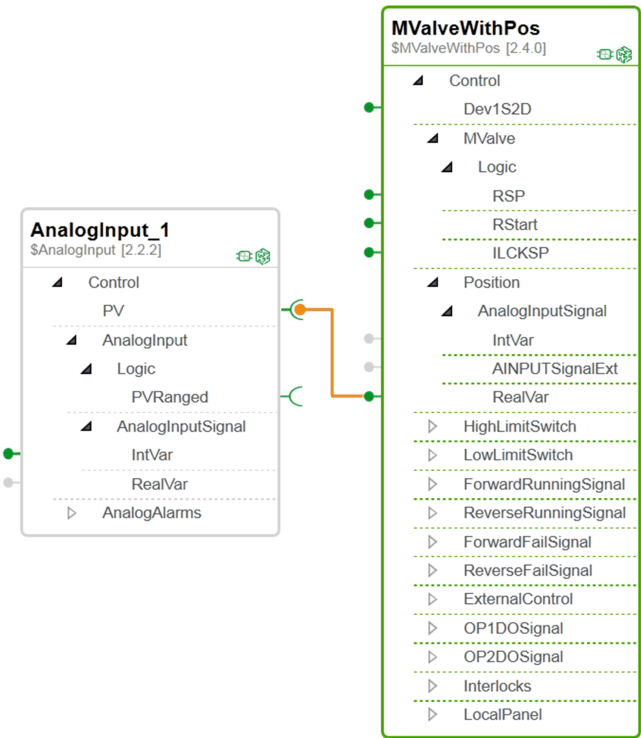 AnalogInput_1
$AnalogInput [2.2.2]
Control
PV
AnalogInput
Logic
PVRanged
AnalogInputSignal
IntVar
RealVar
AnalogAlarms
MValveWithPos
$MValveWithPos [2.4.0]
Control
Dev1S2D
MValve
Logic
RSP
RStart
ILCKSP
Position
AnalogInputSignal
IntVar
AINPUTSignalExt
RealVar
HighLimitSwitch
LowLimitSwitch
ForwardRunningSignal
ReverseRunningSignal
ForwardFailSignal
ReverseFailSignal
ExternalControl
OP1DOSignal
OP2DOSignal
Interlocks
LocalPanel